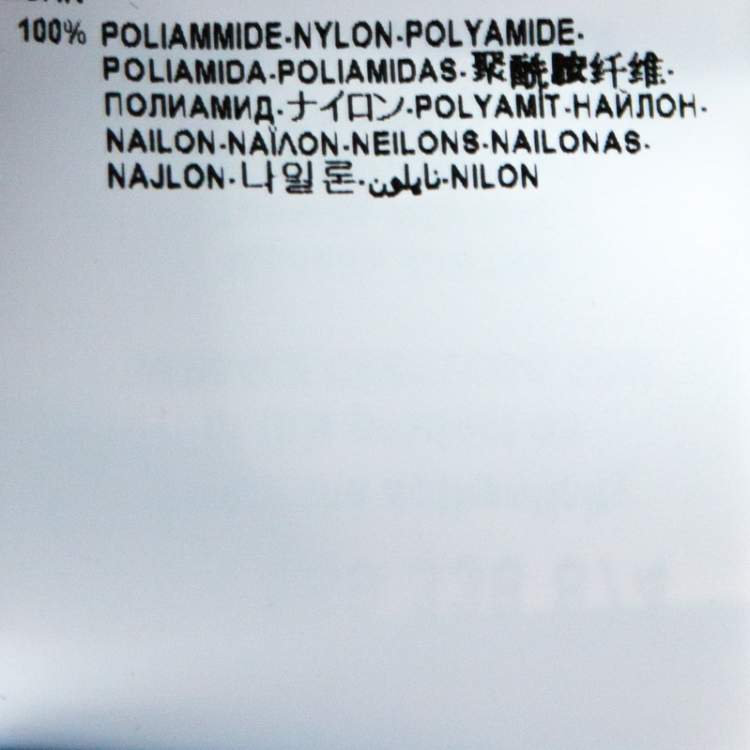 100% POLIAMMIDE-NYLON-POLYAMIDE-
POLIAMIDA-POLIAMIDAS-聚酰胺纤维-
ПОЛИАМИД-ナイロン-POLYAMIT-НАЙЛОН-
NAILON-NAΪΛON-NEILONS-NAILONAS-
NAJLON-나일론-نايلون-NILON